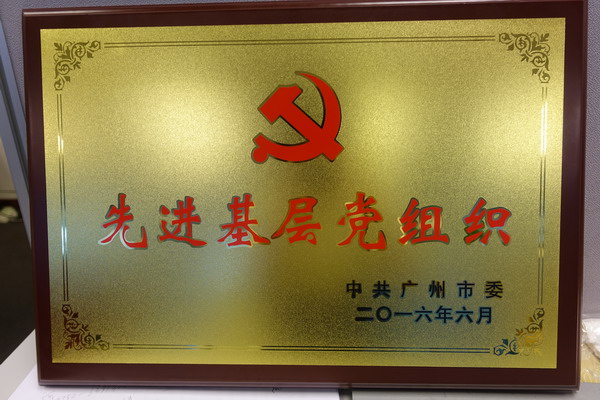 先进基层党组织
中共广州市委
二〇一六年六月